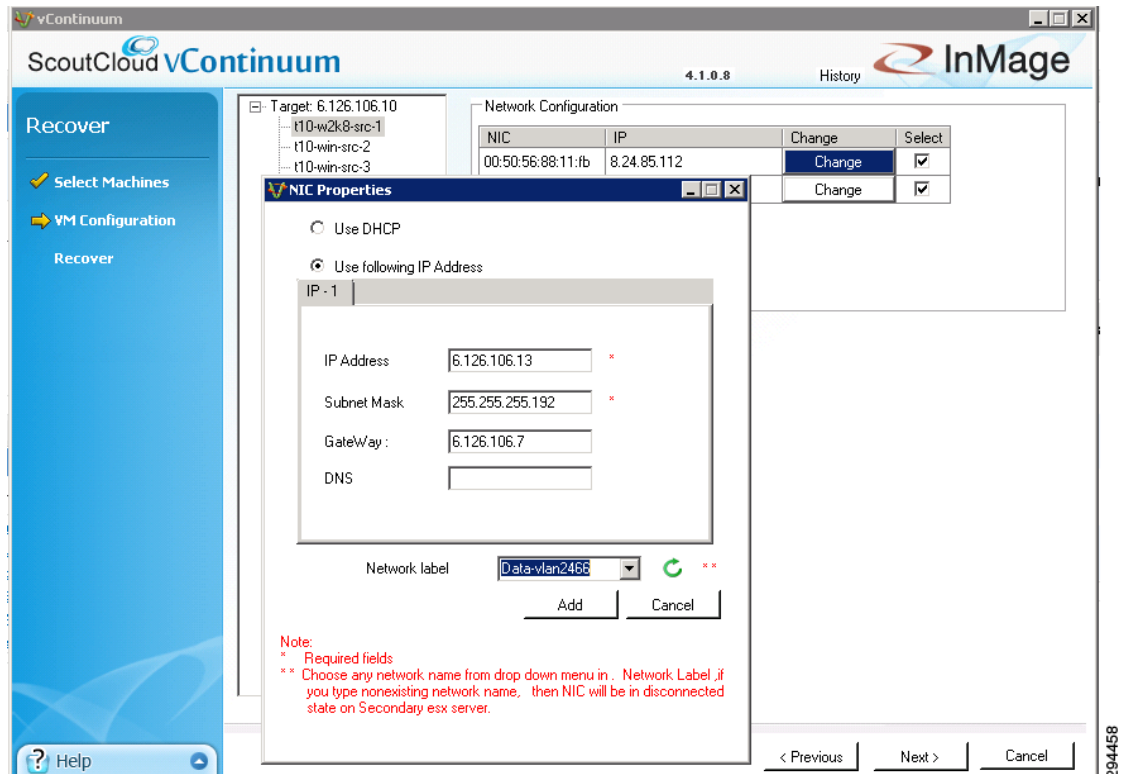 vContinuum
ScoutCloud vContinuum
4.1.0.8
History
InMage
Recover
Select Machines
VM Configuration
Recover
Help
Target: 6.126.106.10
t10-w2k8-src-1
t10-win-src-2
t10-win-src-3
Network Configuration
NIC IP Change Select
00:50:56:88:11:fb 8.24.85.112 Change
Change
NIC Properties
Use DHCP
Use following IP Address
IP - 1
IP Address 6.126.106.13 *
Subnet Mask 255.255.255.192 *
GateWay : 6.126.106.7
DNS
Network label Data-vlan2466 **
Add Cancel
Note:
* Required fields
** Choose any network name from drop down menu in . Network Label ,if
you type nonexisting network name, then NIC will be in disconnected
state on Secondary esx server.
< Previous Next > Cancel
294458